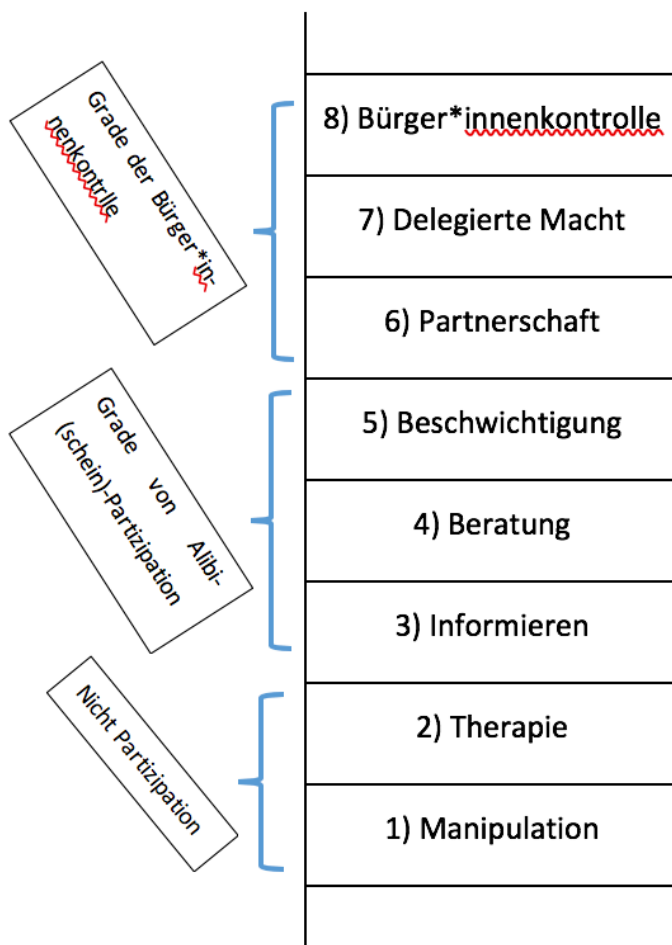 Grade der Bürger*in-
nenkontrlle
8) Bürger*innenkontrolle
7) Delegierte Macht
6) Partnerschaft
Grade von Alibi-
(schein)-Partizipation
5) Beschwichtigung
4) Beratung
3) Informieren
Nicht Partizipation
2) Therapie
1) Manipulation